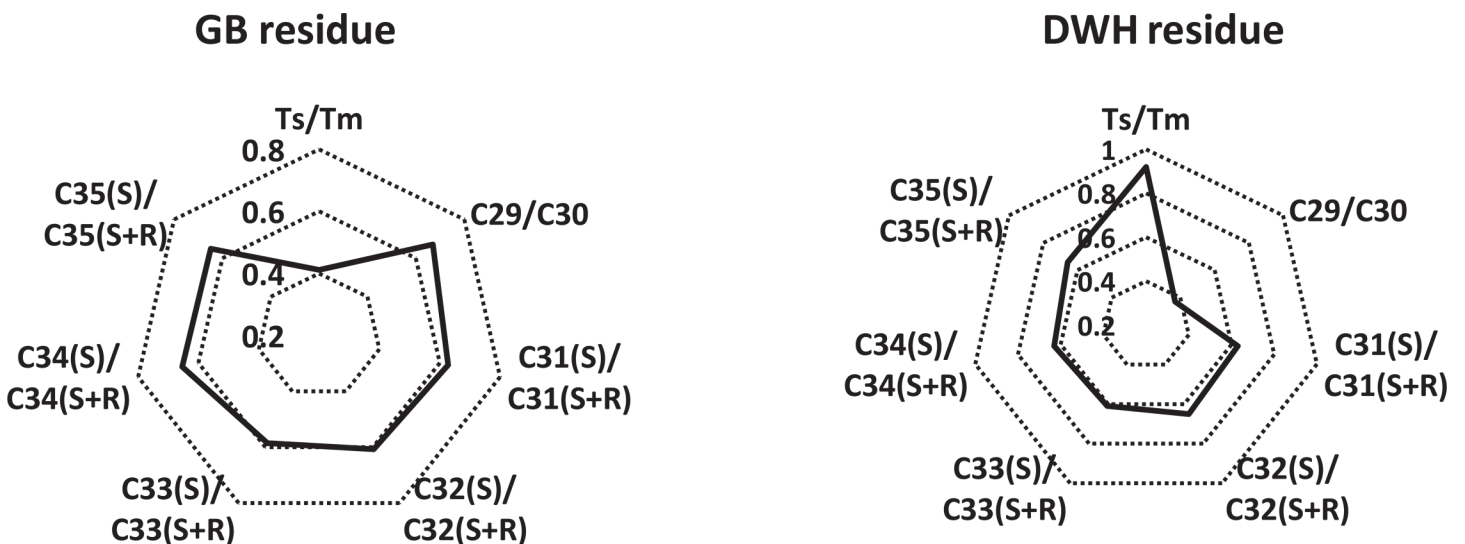 GB residue
Ts/Tm
0.8
0.6
0.4
0.2
C29/C30
C31(S)/
C31(S+R)
C32(S)/
C32(S+R)
C33(S)/
C33(S+R)
C34(S)/
C34(S+R)
C35(S)/
C35(S+R)
DWH residue
Ts/Tm
1
0.8
0.6
0.4
0.2
C29/C30
C31(S)/
C31(S+R)
C32(S)/
C32(S+R)
C33(S)/
C33(S+R)
C34(S)/
C34(S+R)
C35(S)/
C35(S+R)